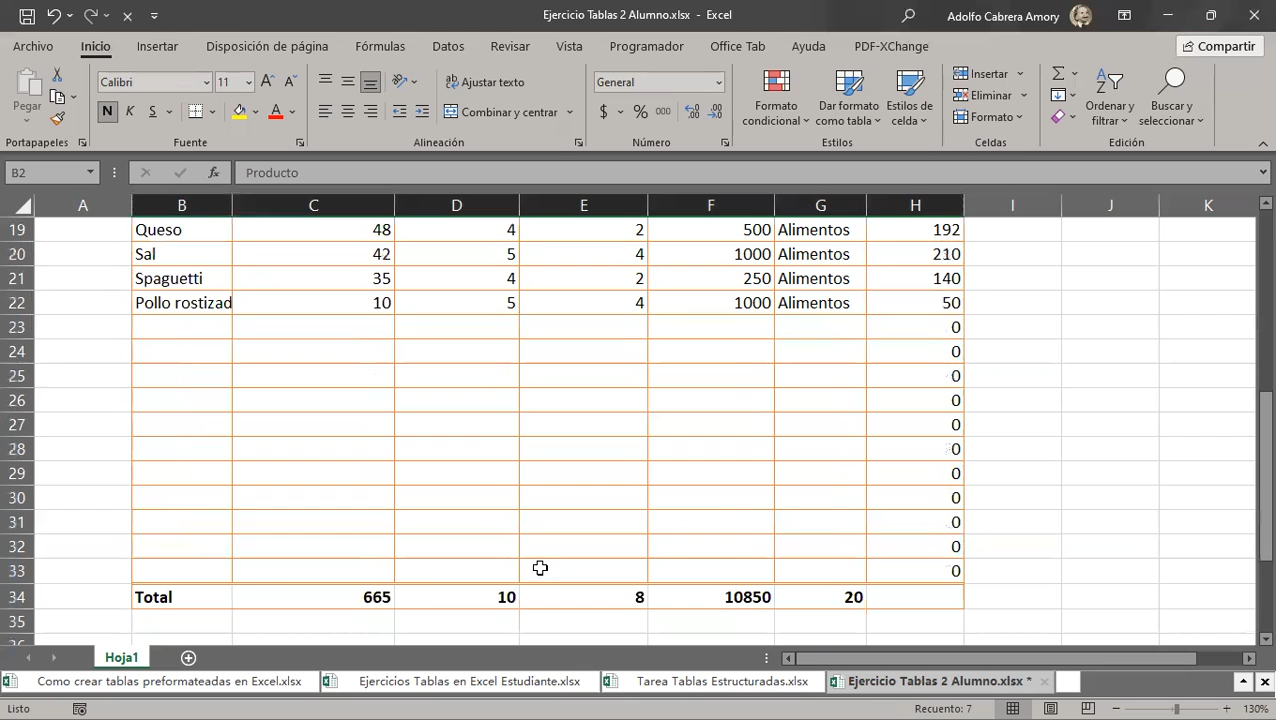 Ejercicio Tablas 2 Alumno.xlsx - Excel
Adolfo Cabrera Amory
Archivo Inicio Insertar Disposición de página Fórmulas Datos Revisar Vista Programador Office Tab Ayuda PDF-XChange Compartir
Pegar
Calibri 11
N K S
Ajustar texto
Combinar y centrar
General
$ % 000
Formato condicional
Dar formato como tabla
Estilos de celda
Insertar
Eliminar
Formato
Ordenar y filtrar
Buscar y seleccionar
Portapapeles Fuente Alineación Número Estilos Celdas Edición
B2 fx Producto
A B C D E F G H I J K
19 Queso 48 4 2 500 Alimentos 192
20 Sal 42 5 4 1000 Alimentos 210
21 Spaguetti 35 4 2 250 Alimentos 140
22 Pollo rostizad 10 5 4 1000 Alimentos 50
23 0
24 0
25 0
26 0
27 0
28 0
29 0
30 0
31 0
32 0
33 0
34 Total 665 10 8 10850 20
35
Hoja1
Como crear tablas preformateadas en Excel.xlsx Ejercicios Tablas en Excel Estudiante.xlsx Tarea Tablas Estructuradas.xlsx Ejercicio Tablas 2 Alumno.xlsx *
Listo Recuento: 7 130%